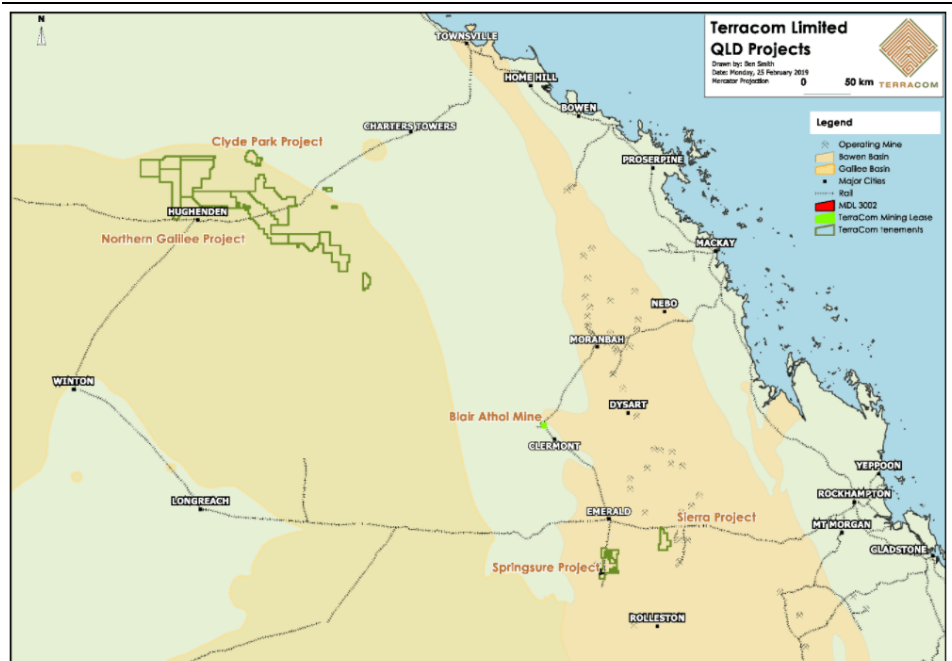 N
Terracom Limited
QLD Projects
Drawn by: Ben Smith
Date: Monday, 25 February 2019
Mercator Projection
0 50 km
TERRACOM
Legend
Operating Mine
Bowen Basin
Galilee Basin
Major Cities
Rail
MDL 3002
TerraCom Mining Lease
TerraCom tenements
TOWNSVILLE
HOME HILL
BOWEN
CHARTERS TOWERS
Clyde Park Project
PROSERPINE
HUGHENDEN
Northern Galilee Project
MACKAY
NEBO
MORANBAH
WINTON
DYSART
Blair Athol Mine
CLERMONT
YEPPOON
LONGREACH
ROCKHAMPTON
EMERALD
Sierra Project
MT MORGAN
GLADSTONE
Springsure Project
ROLLESTON